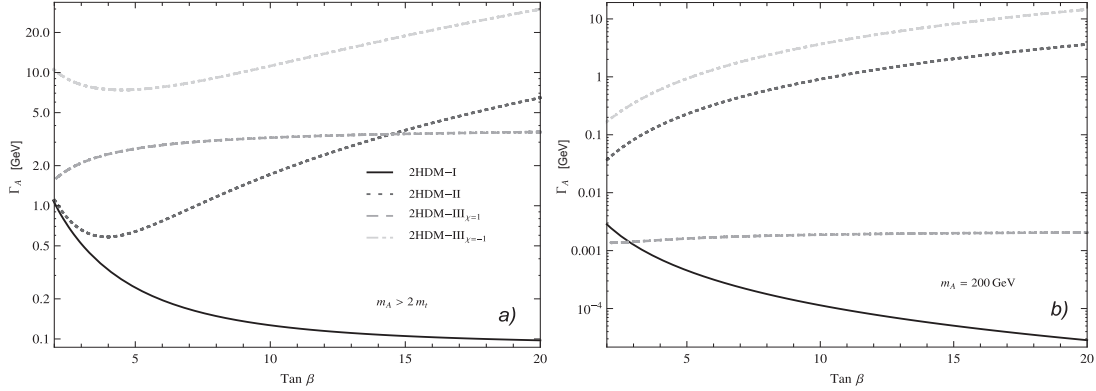 20.0
10.0
5.0
2.0
1.0
0.5
0.2
0.1
Γ_A [GeV]
5
10
15
20
Tan β
2HDM−I
2HDM−II
2HDM−III_χ=1
2HDM−III_χ=−1
m_A > 2 m_t
a)
10
1
0.1
0.01
0.001
10^−4
Γ_A [GeV]
5
10
15
20
Tan β
m_A = 200 GeV
b)